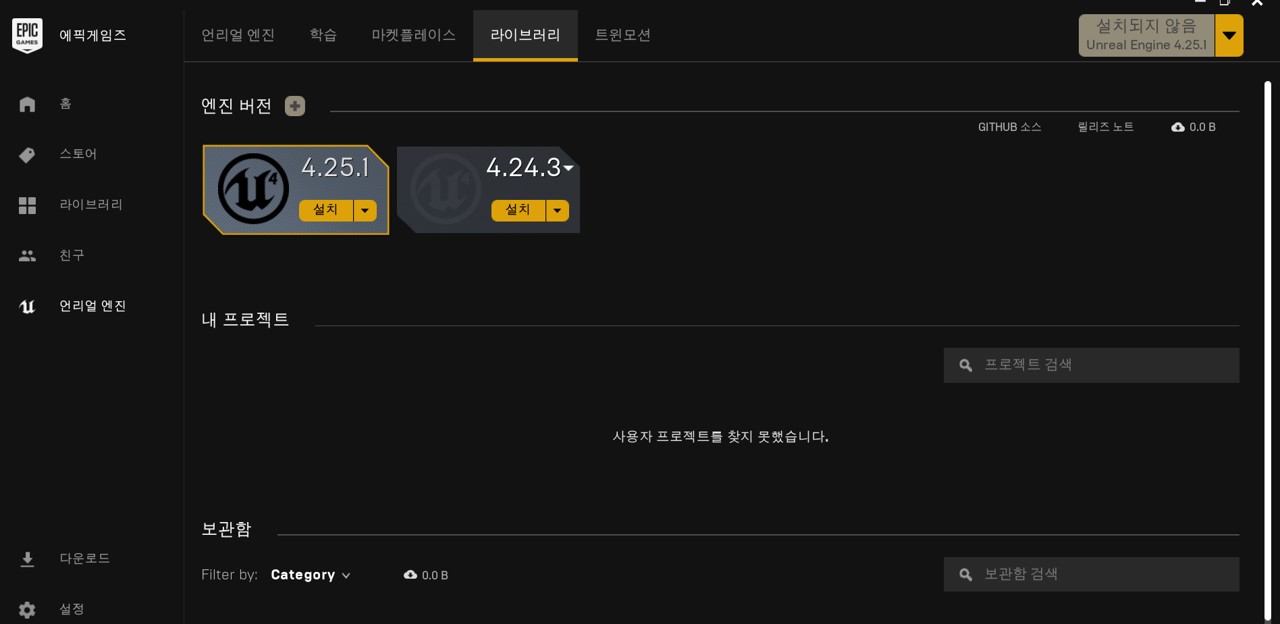 EPIC GAMES
에픽게임즈
언리얼 엔진
학습
마켓플레이스
라이브러리
트윈모션
설치되지 않음
Unreal Engine 4.25.1
홈
스토어
라이브러리
친구
언리얼 엔진
다운로드
설정
엔진 버전
GITHUB 소스
릴리즈 노트
0.0 B
4
4.25.1
설치
4.24.3
설치
내 프로젝트
프로젝트 검색
사용자 프로젝트를 찾지 못했습니다.
보관함
Filter by: Category
0.0 B
보관함 검색